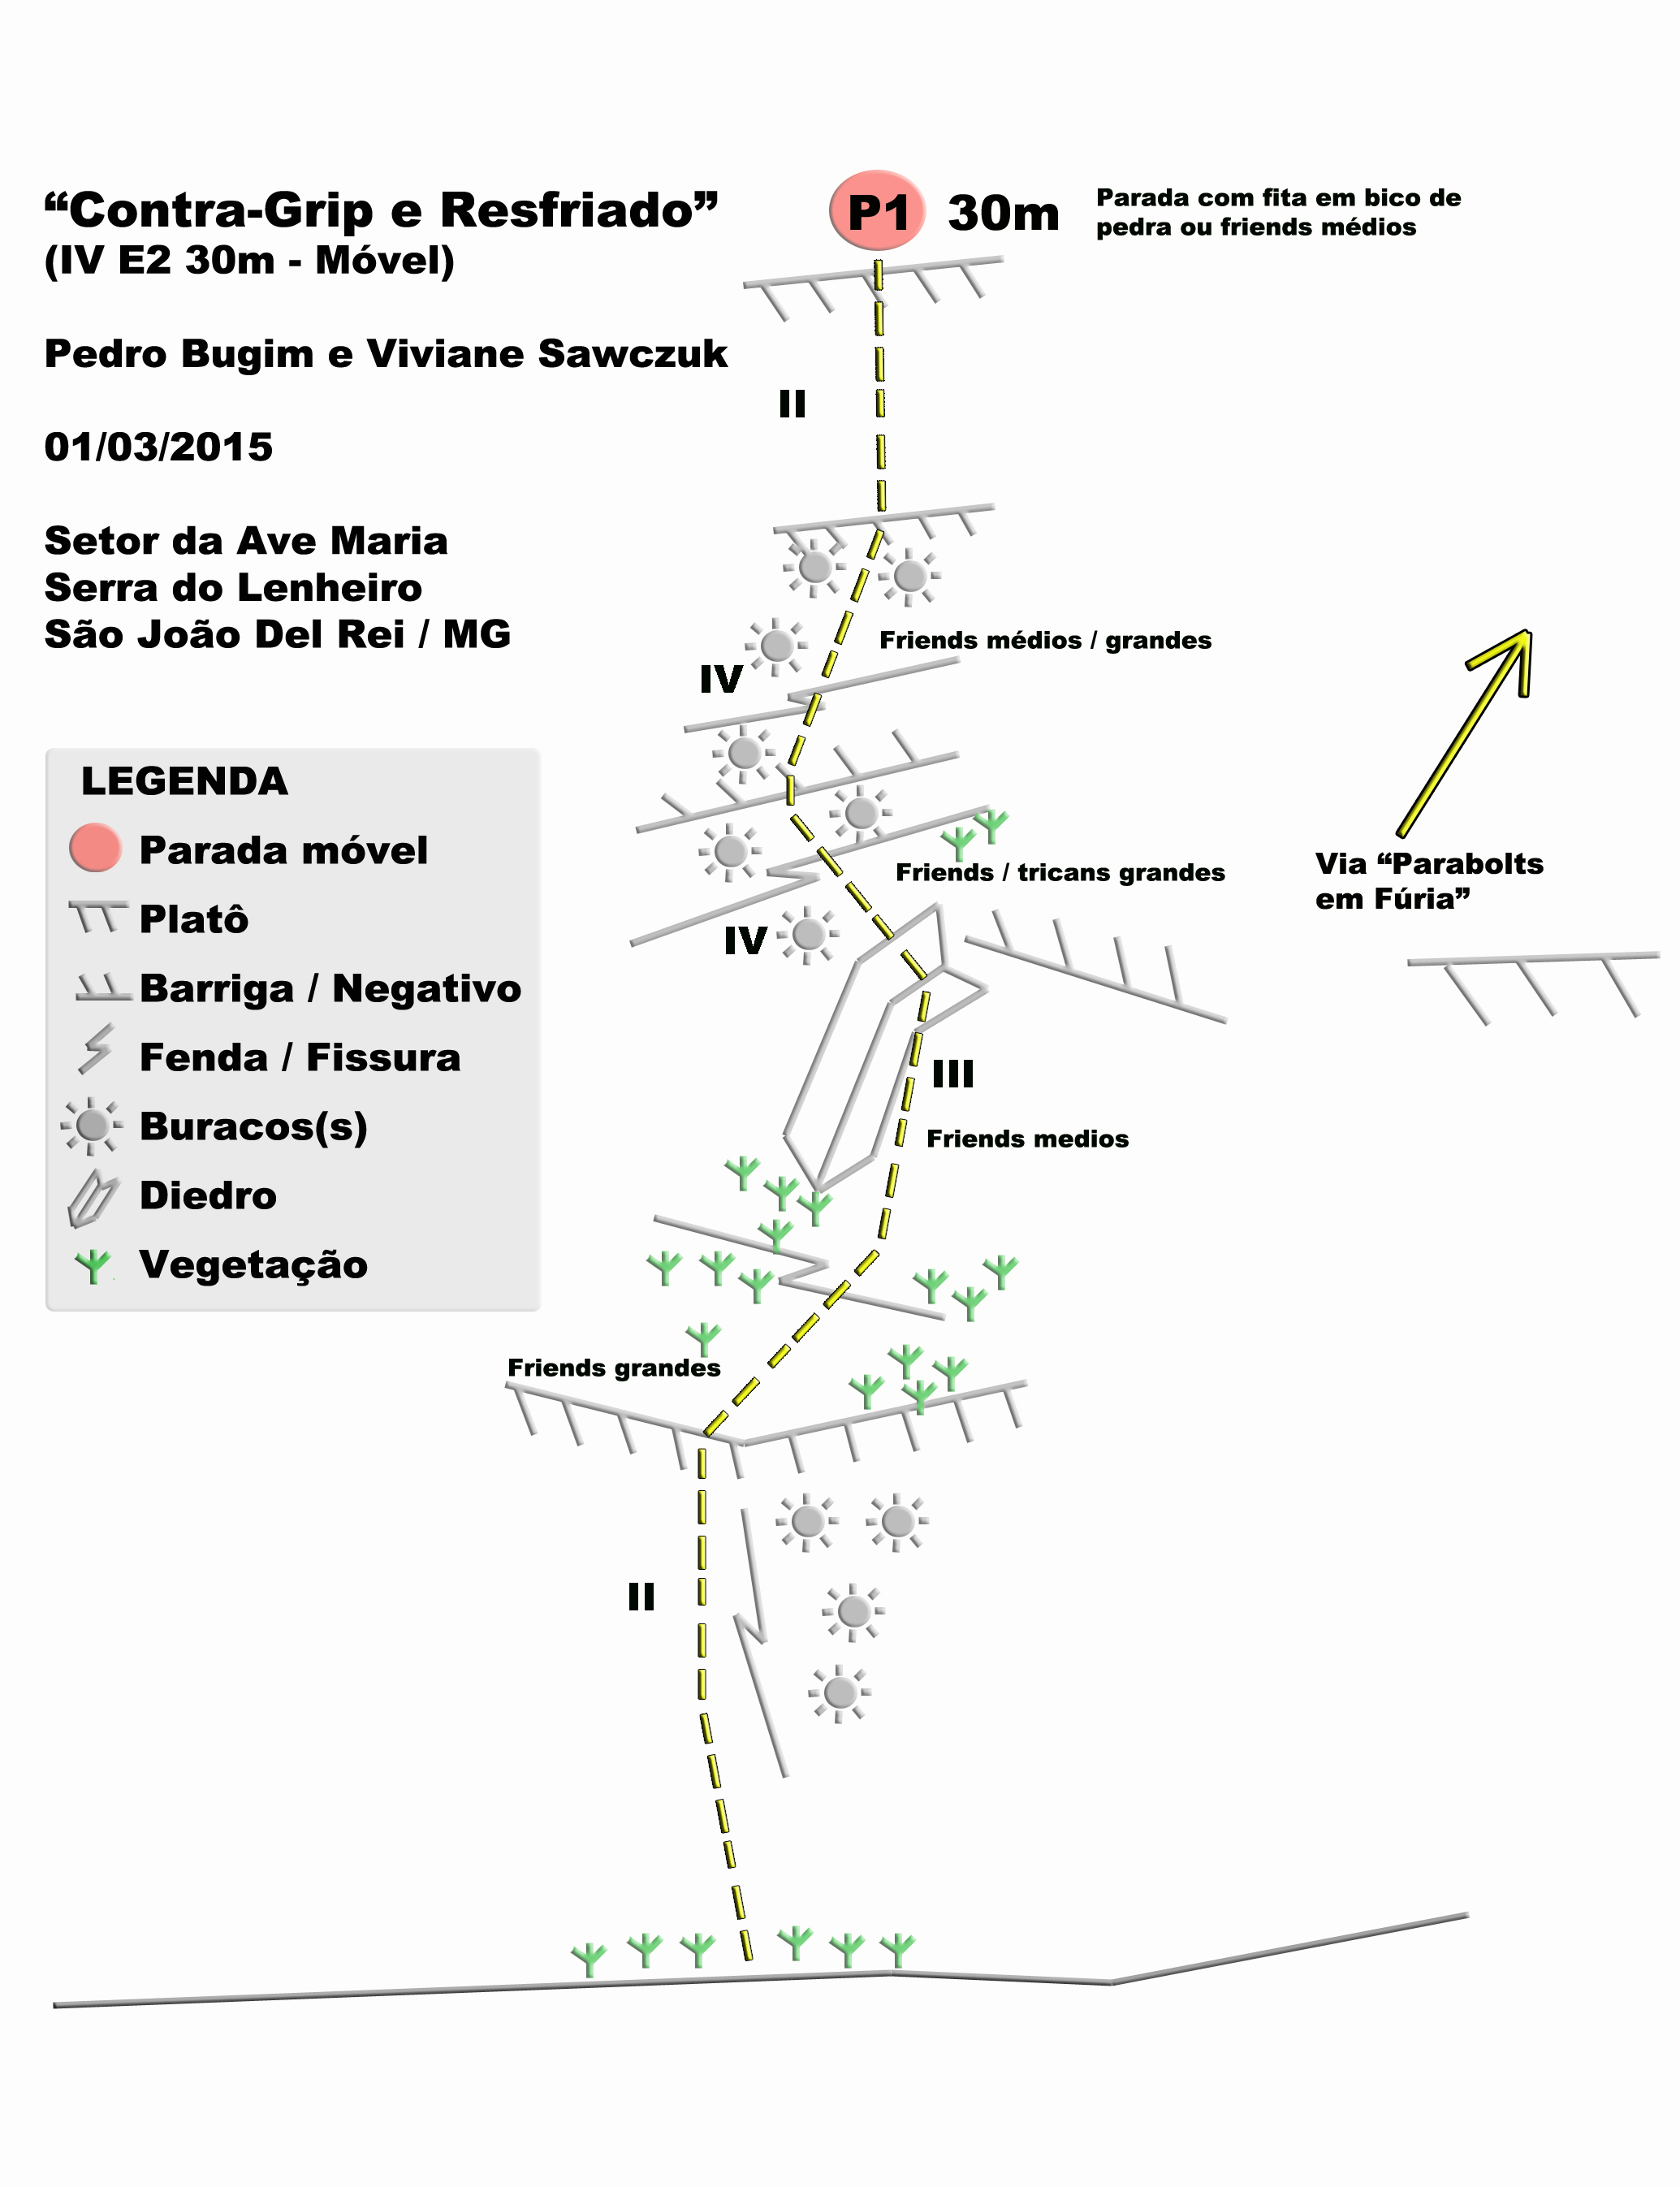 “Contra-Grip e Resfriado”
(IV E2 30m - Móvel)
Pedro Bugim e Viviane Sawczuk
01/03/2015
Setor da Ave Maria
Serra do Lenheiro
São João Del Rei / MG
P1 30m
Parada com fita em bico de
pedra ou friends médios
II
Friends médios / grandes
IV
Friends / tricans grandes
IV
Via “Parabolts
em Fúria”
III
Friends medios
Friends grandes
II
LEGENDA
Parada móvel
Platô
Barriga / Negativo
Fenda / Fissura
Buracos(s)
Diedro
Vegetação